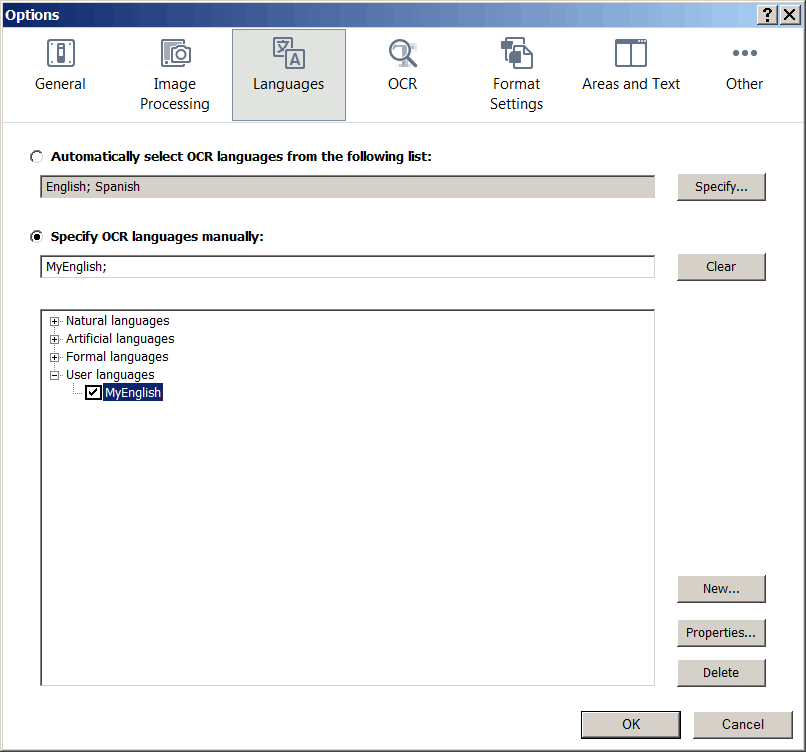 Options
General
Image
Processing
Languages
OCR
Format
Settings
Areas and Text
Other
Automatically select OCR languages from the following list:
English; Spanish
Specify...
Specify OCR languages manually:
MyEnglish;
Clear
Natural languages
Artificial languages
Formal languages
User languages
MyEnglish
New...
Properties...
Delete
OK
Cancel